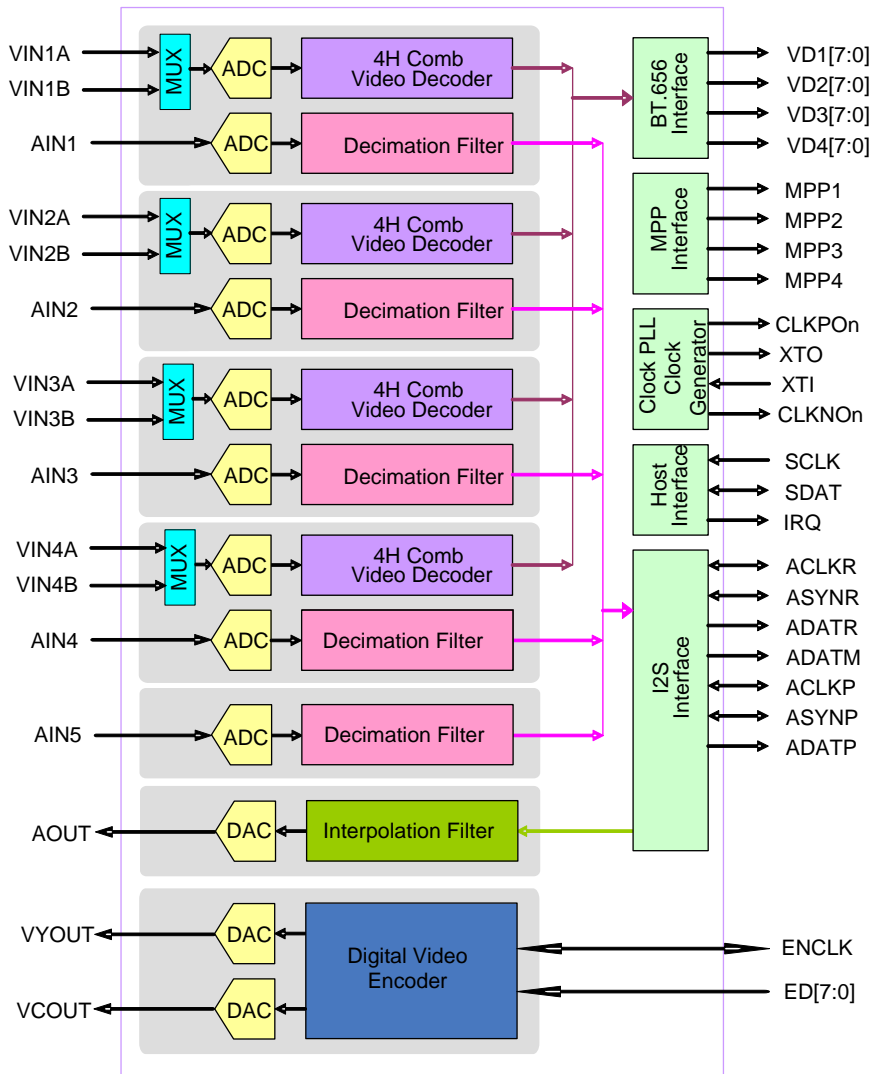 VIN1A
VIN1B
MUX
ADC
4H Comb
Video Decoder
AIN1
ADC
Decimation Filter
VIN2A
VIN2B
MUX
ADC
4H Comb
Video Decoder
AIN2
ADC
Decimation Filter
VIN3A
VIN3B
MUX
ADC
4H Comb
Video Decoder
AIN3
ADC
Decimation Filter
VIN4A
VIN4B
MUX
ADC
4H Comb
Video Decoder
AIN4
ADC
Decimation Filter
AIN5
ADC
Decimation Filter
AOUT
DAC
Interpolation Filter
VYOUT
DAC
VCOUT
DAC
Digital Video
Encoder
BT.656
Interface
VD1[7:0]
VD2[7:0]
VD3[7:0]
VD4[7:0]
MPP
Interface
MPP1
MPP2
MPP3
MPP4
Clock PLL
Clock
Generator
CLKPOn
XTO
XTI
CLKNOn
Host
Interface
SCLK
SDAT
IRQ
I2S
Interface
ACLKR
ASYNR
ADATR
ADATM
ACLKP
ASYNP
ADATP
ENCLK
ED[7:0]